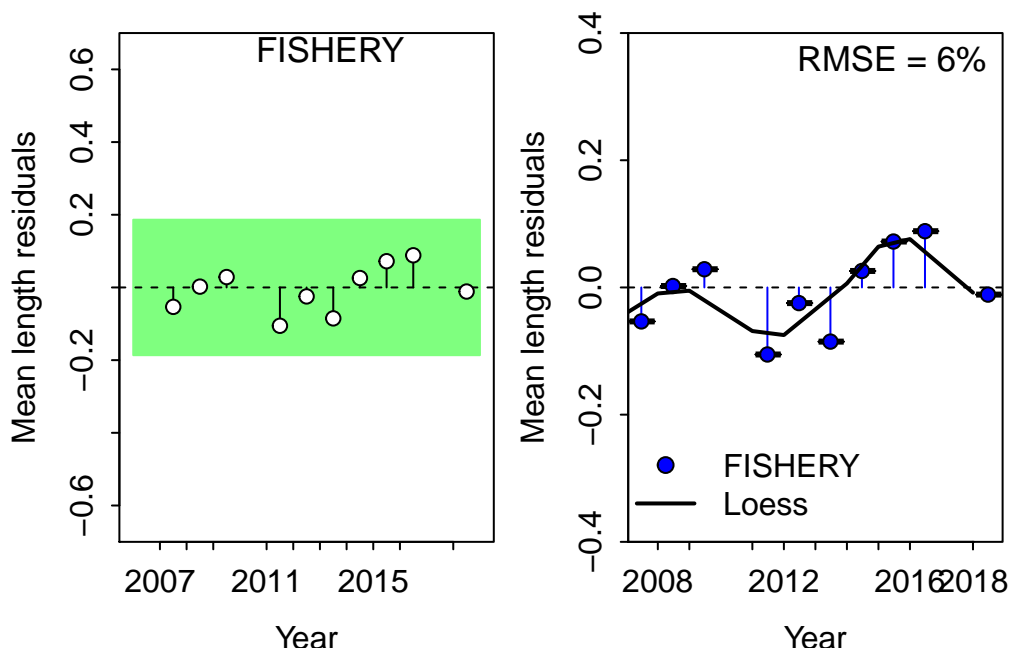 FISHERY
Mean length residuals
0.6
0.4
0.2
−0.2
−0.6
2007 2011 2015
Year
RMSE = 6%
Mean length residuals
0.4
0.2
0.0
−0.2
−0.4
FISHERY
Loess
2008 2012 2016 2018
Year